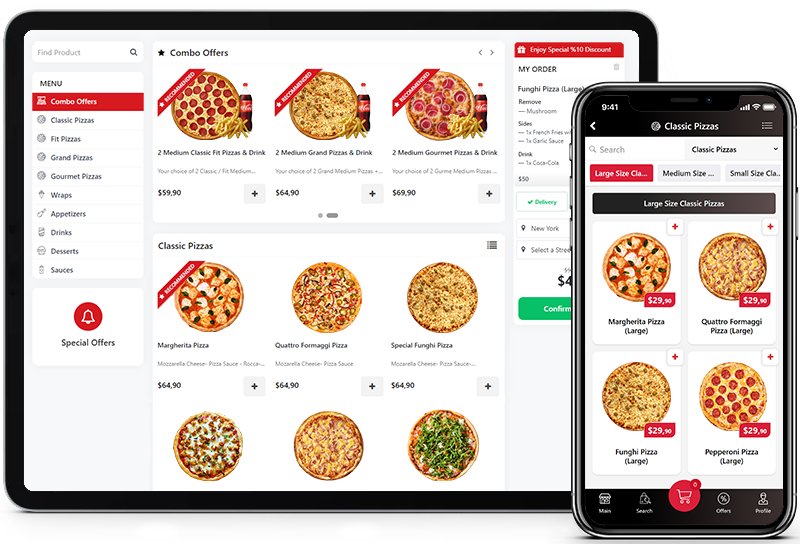 Find Product
MENU
Combo Offers
Classic Pizzas
Fit Pizzas
Grand Pizzas
Gourmet Pizzas
Wraps
Appetizers
Drinks
Desserts
Sauces
Special Offers
Combo Offers
RECOMMENDED
RECOMMENDED
RECOMMENDED
2 Medium Classic Fit Pizzas & Drink
Your choice of 2 Classic / Fit Medium...
$59,90
+
2 Medium Grand Pizzas & Drink
Your choice of 2 Grand Medium Pizzas +...
$64,90
+
2 Medium Gourmet Pizzas & Drink
Your choice of 2 Gurme Medium Pizzas ...
$69,90
+
Classic Pizzas
RECOMMENDED
Margherita Pizza
Mozzarella Cheese- Pizza Sauce - Rocca-...
$64,90
+
Quattro Formaggi Pizza
Mozarella Cheese- Pizza Sauce
$64,90
+
Special Funghi Pizza
Mozarella Cheese- Pizza Sauce-...
$64,90
+
Enjoy Special %10 Discount
MY ORDER
Funghi Pizza (Large)
Remove
— Mushroom
Sides
— 1x French Fries w
— 1x Garlic Sauce
Drink
— 1x Coca-Cola
$50
Delivery
New York
Select a Stree
$4
Confirm
9:41
Classic Pizzas
Search
Classic Pizzas
Large Size Cla...
Medium Size ...
Small Size Cla..
Large Size Classic Pizzas
+
$29,90
Margherita Pizza
(Large)
+
$29,90
Quattro Formaggi
Pizza (Large)
+
$29,90
Funghi Pizza
(Large)
+
$29,90
Pepperoni Pizza
(Large)
Main
Search
0
Offers
Profile